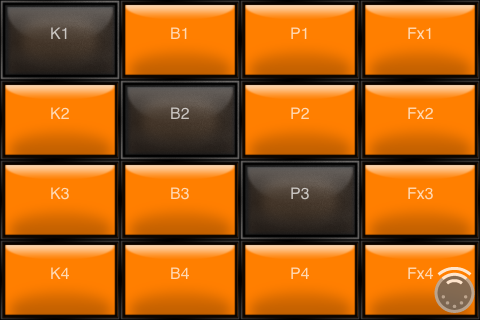 K1 B1 P1 Fx1
K2 B2 P2 Fx2
K3 B3 P3 Fx3
K4 B4 P4 Fx4